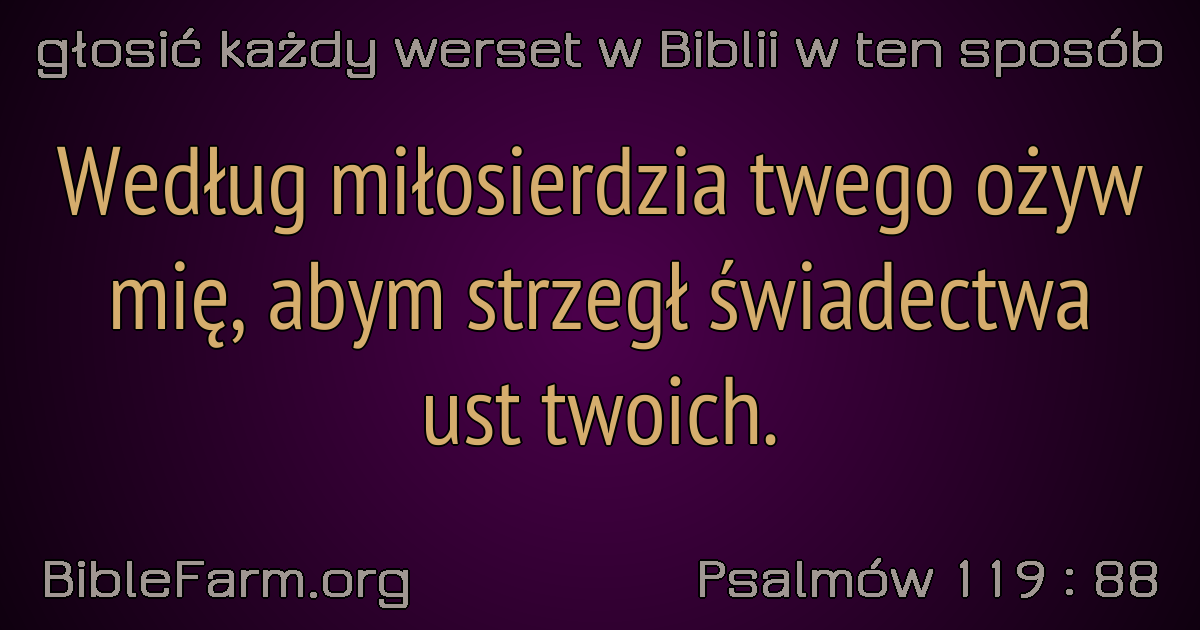 głosić każdy werset w Biblii w ten sposób
Według miłosierdzia twego ożyw
mię, abym strzegł świadectwa
ust twoich.
BibleFarm.org
Psalmów 119 : 88